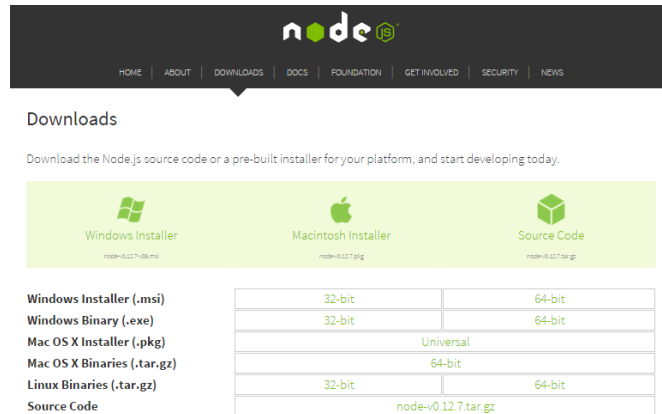 node JS
HOME | ABOUT | DOWNLOADS | DOCS | FOUNDATION | GET INVOLVED | SECURITY | NEWS
Downloads
Download the Node.js source code or a pre-built installer for your platform, and start developing today.
Windows Installer Macintosh Installer Source Code
node-v0.12.7-x86.msi node-v0.12.7.pkg node-v0.12.7.tar.gz
Windows Installer (.msi) 32-bit 64-bit
Windows Binary (.exe) 32-bit 64-bit
Mac OS X Installer (.pkg) Universal
Mac OS X Binaries (.tar.gz) 64-bit
Linux Binaries (.tar.gz) 32-bit 64-bit
Source Code node-v0.12.7.tar.gz